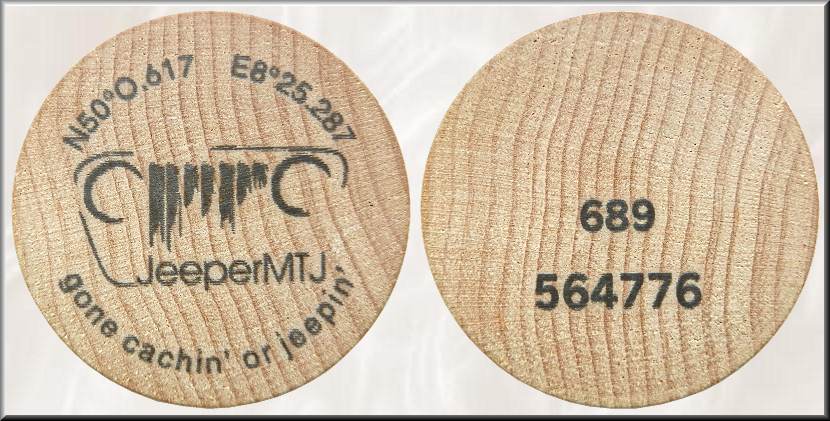 N50°0.617 E8°25.287
JeeperMTJ
gone cachin' or jeepin'
689
564776